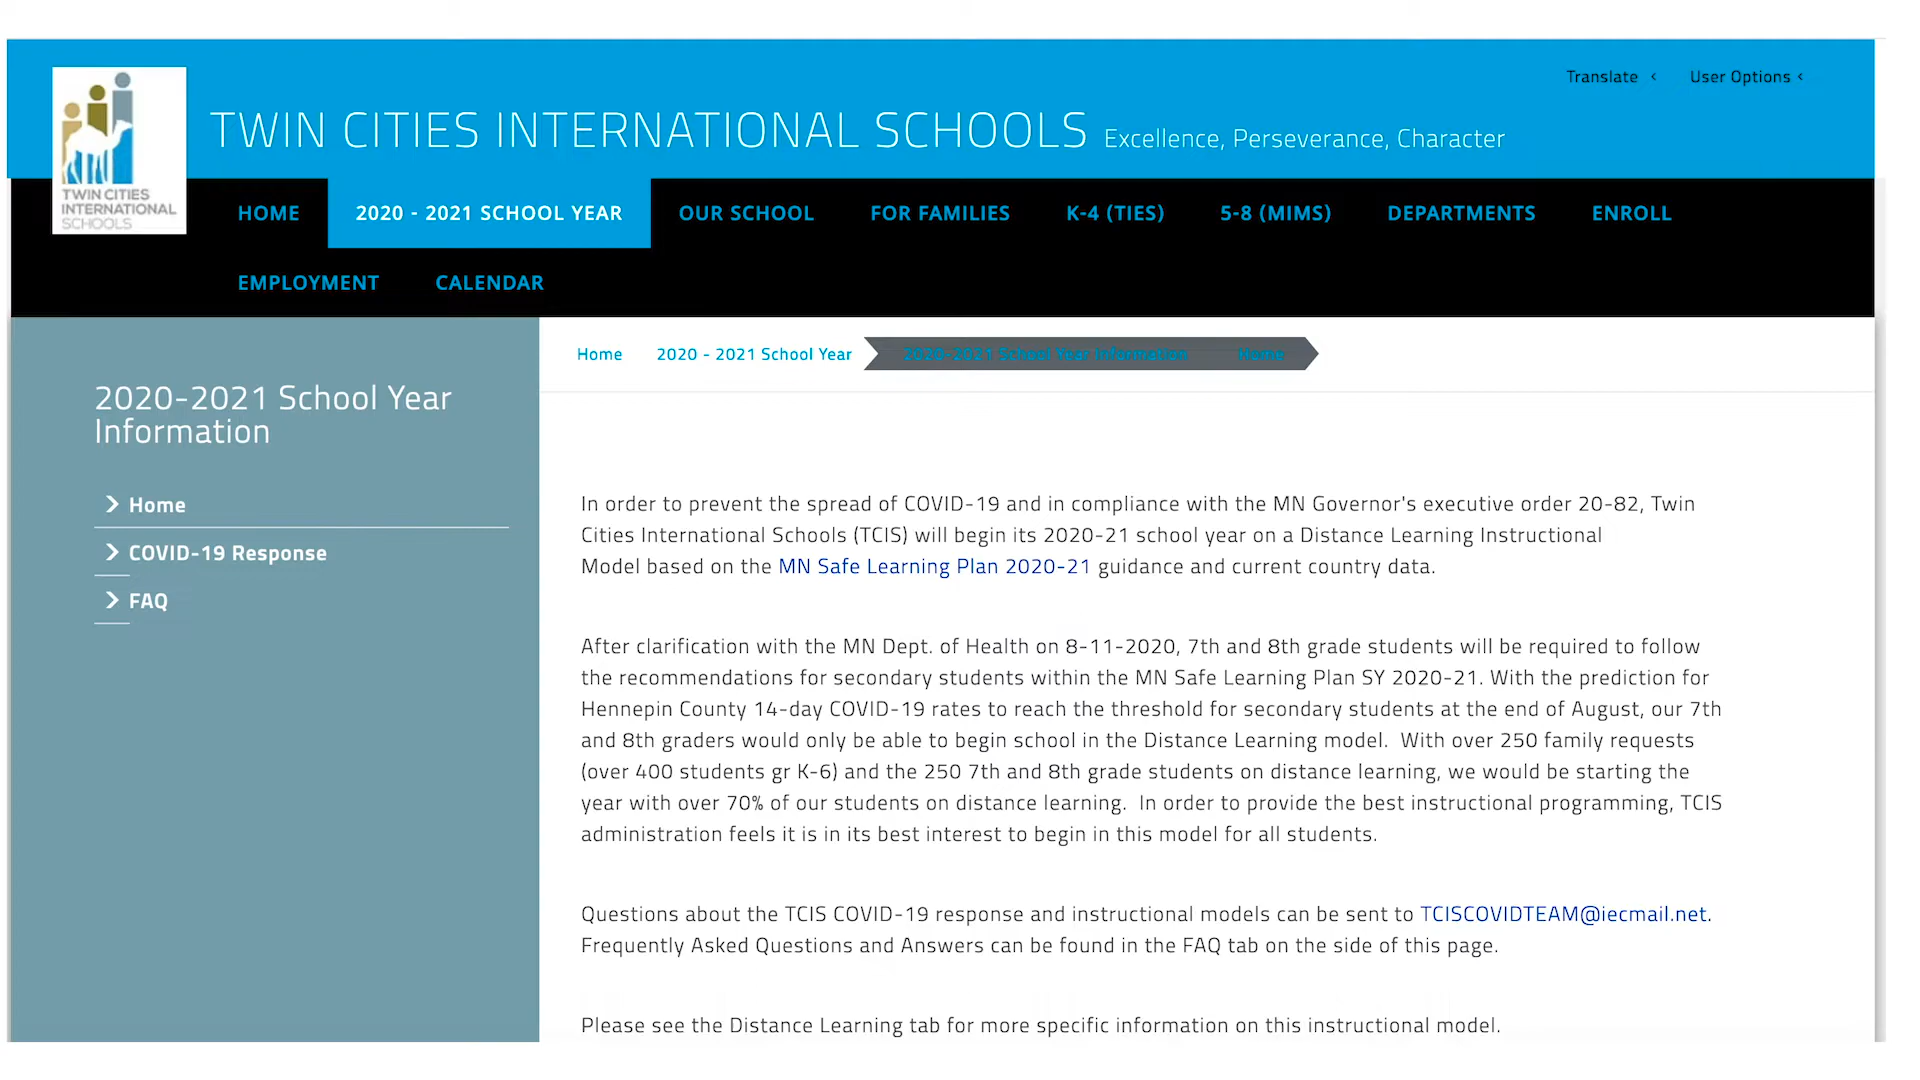 Translate
User Options
TWIN CITIES INTERNATIONAL SCHOOLS Excellence, Perseverance, Character
TWIN CITIES
INTERNATIONAL
SCHOOLS
HOME 2020 - 2021 SCHOOL YEAR OUR SCHOOL FOR FAMILIES K-4 (TIES) 5-8 (MIMS) DEPARTMENTS ENROLL
EMPLOYMENT CALENDAR
Home 2020 - 2021 School Year 2020-2021 School Year Information Home
2020-2021 School Year
Information
Home
COVID-19 Response
FAQ
In order to prevent the spread of COVID-19 and in compliance with the MN Governor's executive order 20-82, Twin
Cities International Schools (TCIS) will begin its 2020-21 school year on a Distance Learning Instructional
Model based on the MN Safe Learning Plan 2020-21 guidance and current country data.
After clarification with the MN Dept. of Health on 8-11-2020, 7th and 8th grade students will be required to follow
the recommendations for secondary students within the MN Safe Learning Plan SY 2020-21. With the prediction for
Hennepin County 14-day COVID-19 rates to reach the threshold for secondary students at the end of August, our 7th
and 8th graders would only be able to begin school in the Distance Learning model. With over 250 family requests
(over 400 students gr K-6) and the 250 7th and 8th grade students on distance learning, we would be starting the
year with over 70% of our students on distance learning. In order to provide the best instructional programming, TCIS
administration feels it is in its best interest to begin in this model for all students.
Questions about the TCIS COVID-19 response and instructional models can be sent to TCISCOVIDTEAM@iecmail.net.
Frequently Asked Questions and Answers can be found in the FAQ tab on the side of this page.
Please see the Distance Learning tab for more specific information on this instructional model.